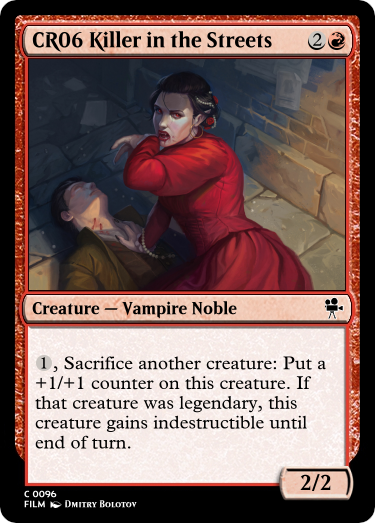 CR06 Killer in the Streets 2
Creature — Vampire Noble
1, Sacrifice another creature: Put a
+1/+1 counter on this creature. If
that creature was legendary, this
creature gains indestructible until
end of turn.
2/2
C 0096
FILM Dmitry Bolotov